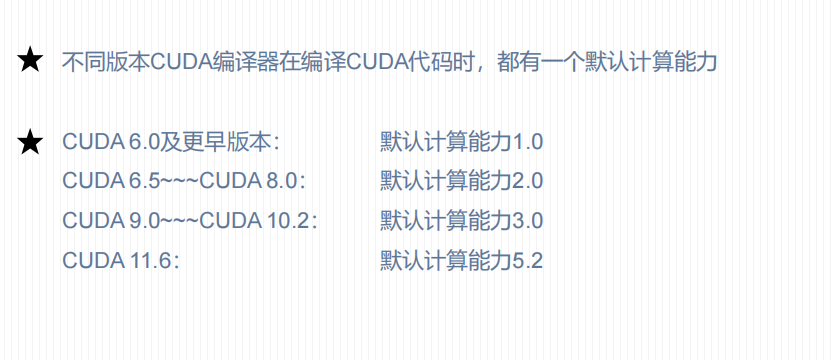 ★ 不同版本CUDA编译器在编译CUDA代码时，都有一个默认计算能力
★ CUDA 6.0及更早版本： 默认计算能力1.0
CUDA 6.5~~~CUDA 8.0： 默认计算能力2.0
CUDA 9.0~~~CUDA 10.2： 默认计算能力3.0
CUDA 11.6： 默认计算能力5.2